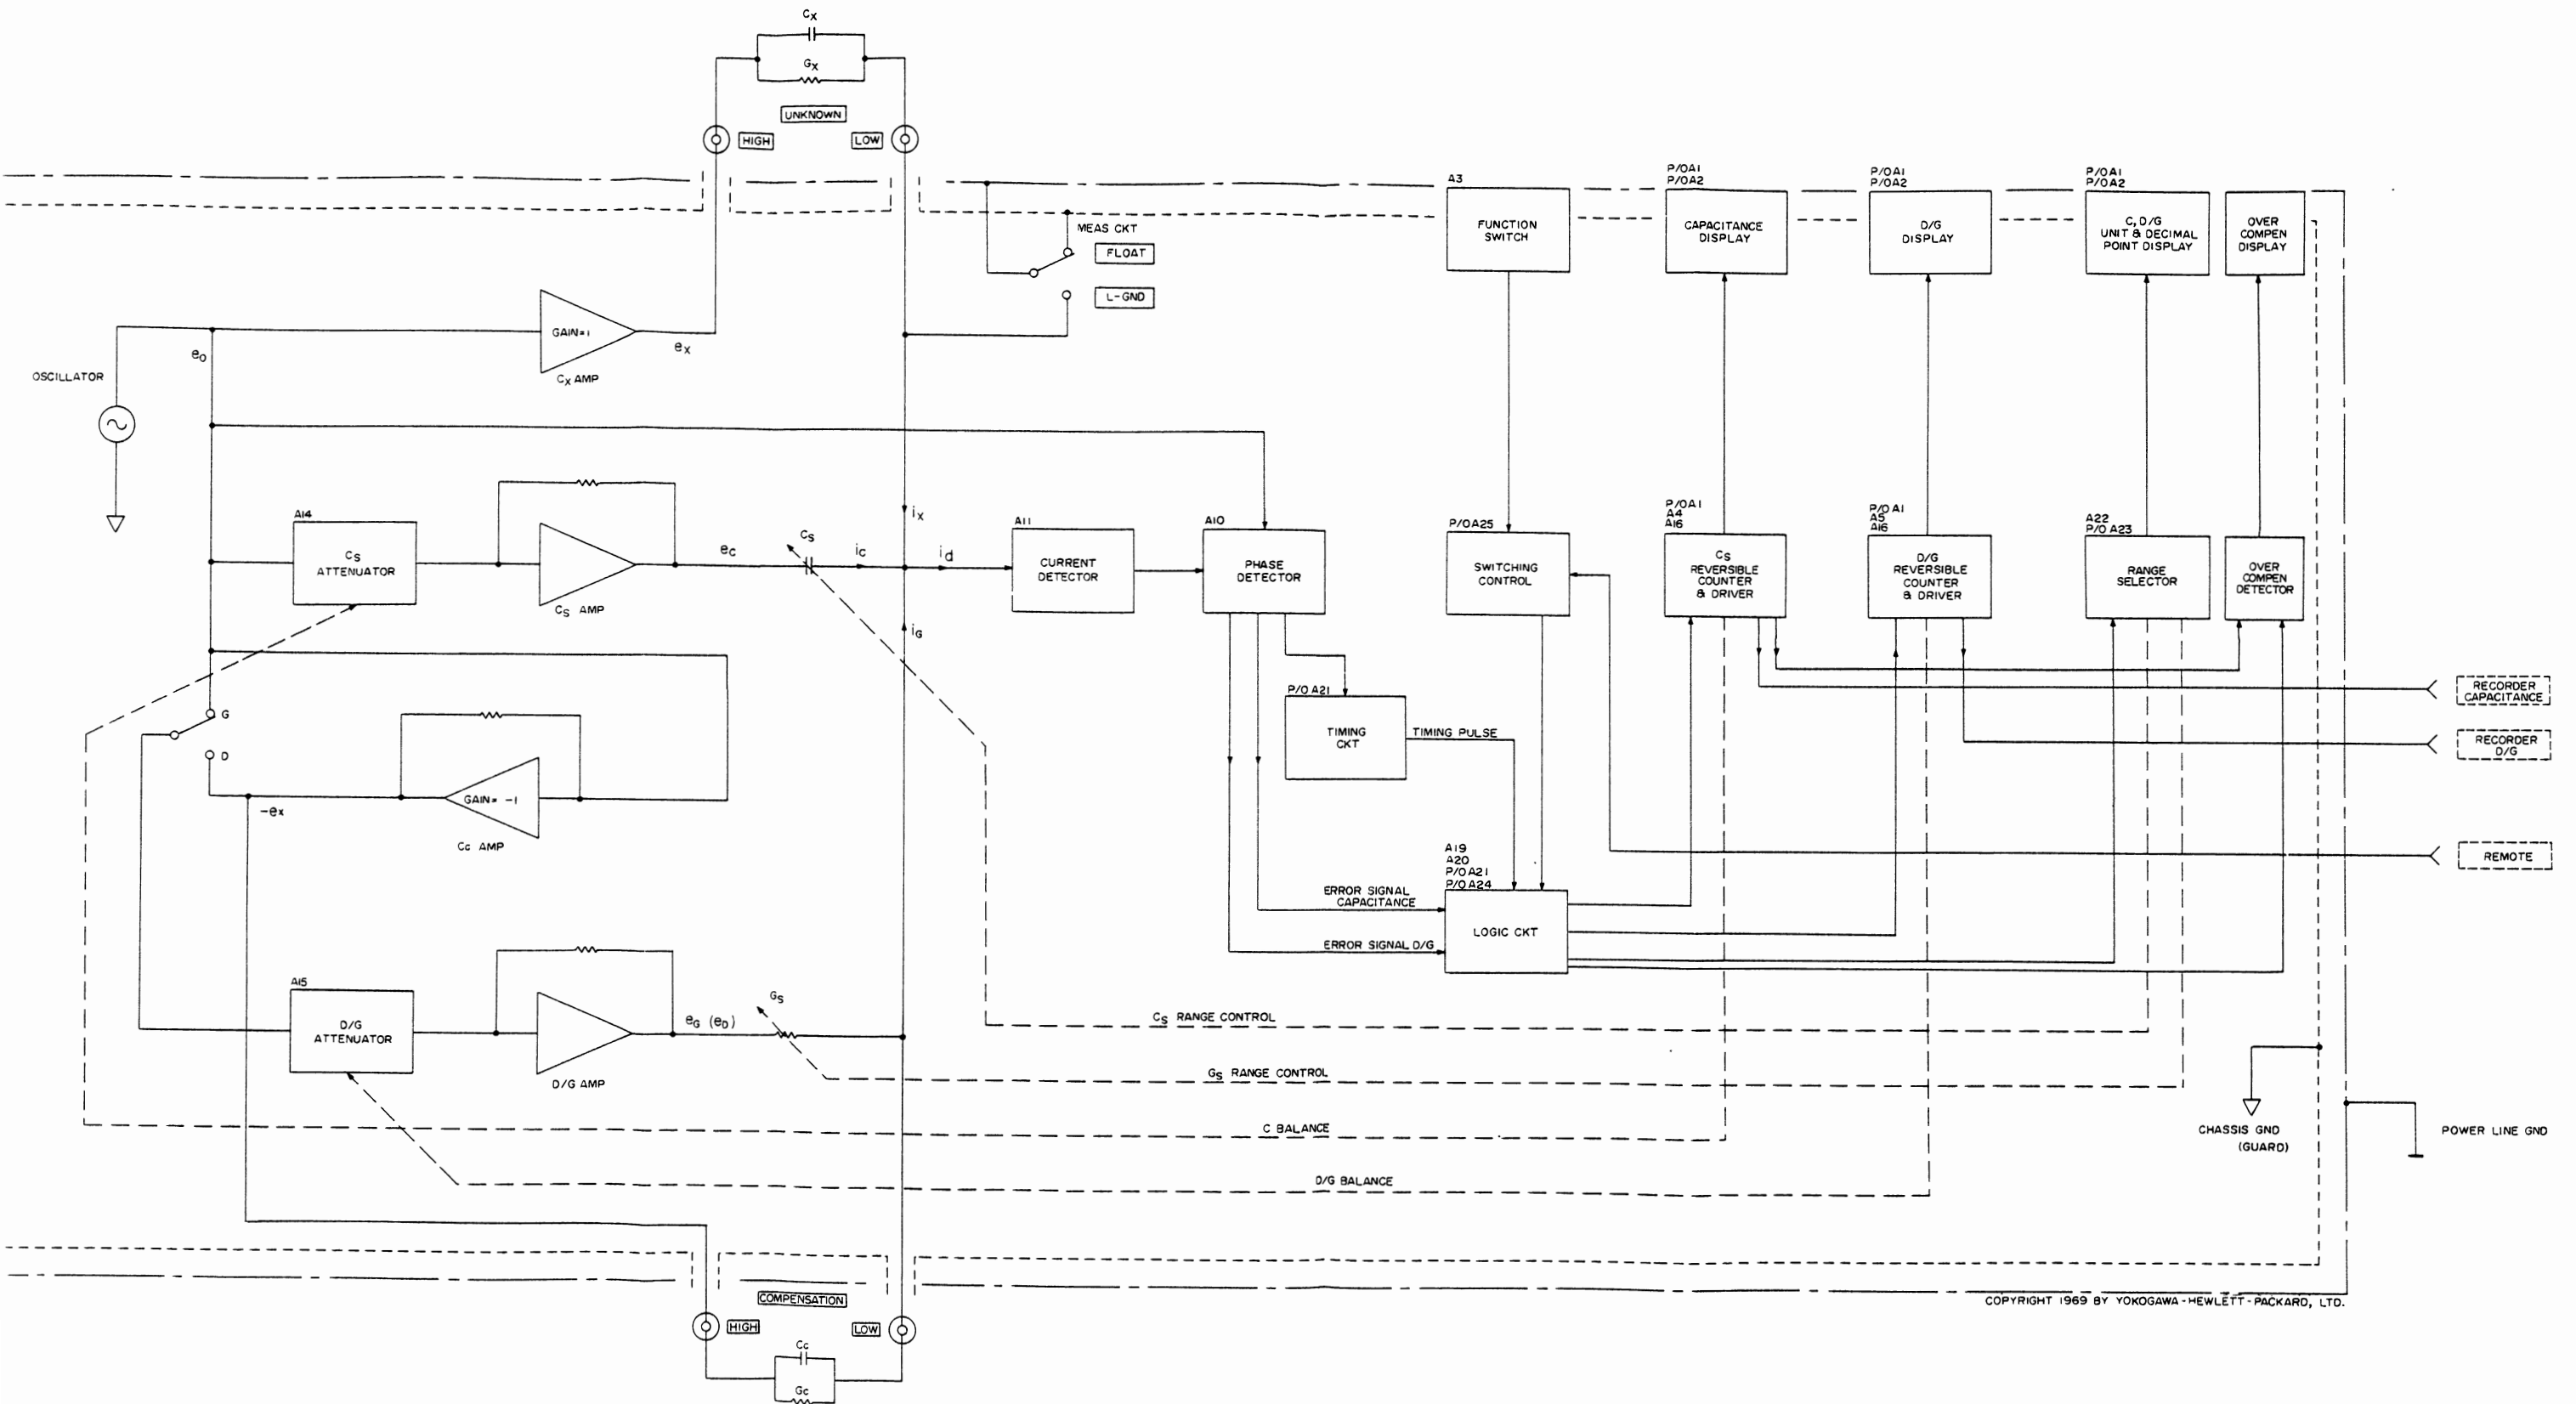 Cx
Gx
UNKNOWN
HIGH
LOW
MEAS CKT
FLOAT
L-GND
A3
FUNCTION
SWITCH
P/OA1
P/OA2
CAPACITANCE
DISPLAY
P/OA1
P/OA2
D/G
DISPLAY
P/OA1
P/OA2
C, D/G
UNIT & DECIMAL
POINT DISPLAY
OVER
COMPEN
DISPLAY
OSCILLATOR
eo
GAIN=1
ex
Cx AMP
A14
Cs
ATTENUATOR
Cs AMP
ec
Cs
ic
ix
id
iG
A11
CURRENT
DETECTOR
A10
PHASE
DETECTOR
P/OA25
SWITCHING
CONTROL
P/OA1
A4
A16
Cs
REVERSIBLE
COUNTER
& DRIVER
P/OA1
A5
A16
D/G
REVERSIBLE
COUNTER
& DRIVER
A22
P/OA23
RANGE
SELECTOR
OVER
COMPEN
DETECTOR
RECORDER
CAPACITANCE
RECORDER
D/G
REMOTE
G
D
-ex
GAIN= -1
Cc AMP
P/OA21
TIMING
CKT
TIMING PULSE
A19
A20
P/OA21
P/OA24
LOGIC CKT
ERROR SIGNAL
CAPACITANCE
ERROR SIGNAL D/G
A15
D/G
ATTENUATOR
D/G AMP
eG (eD)
Gs
Cs RANGE CONTROL
Gs RANGE CONTROL
C BALANCE
D/G BALANCE
CHASSIS GND
(GUARD)
POWER LINE GND
COPYRIGHT 1969 BY YOKOGAWA-HEWLETT-PACKARD, LTD.
COMPENSATION
HIGH
LOW
Cc
Gc